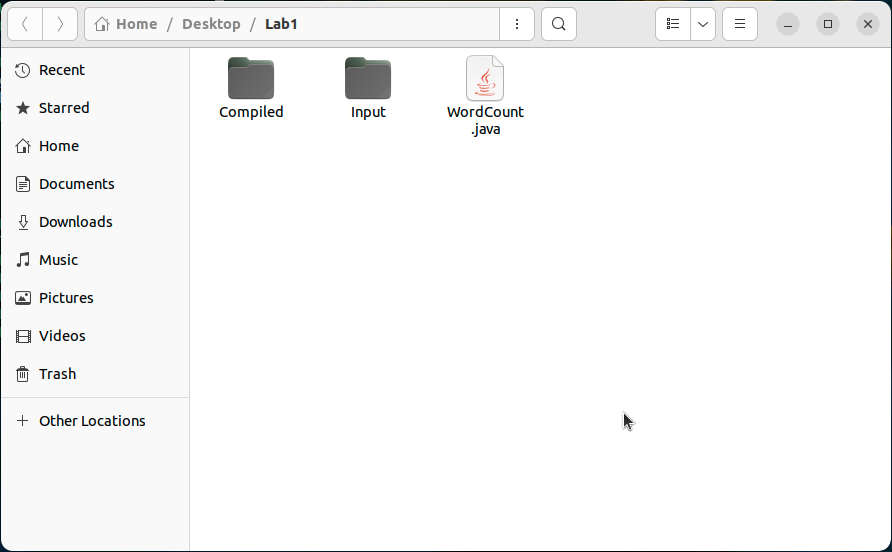 Home / Desktop / Lab1
Recent
Starred
Home
Documents
Downloads
Music
Pictures
Videos
Trash
Other Locations
Compiled
Input
WordCount
.java